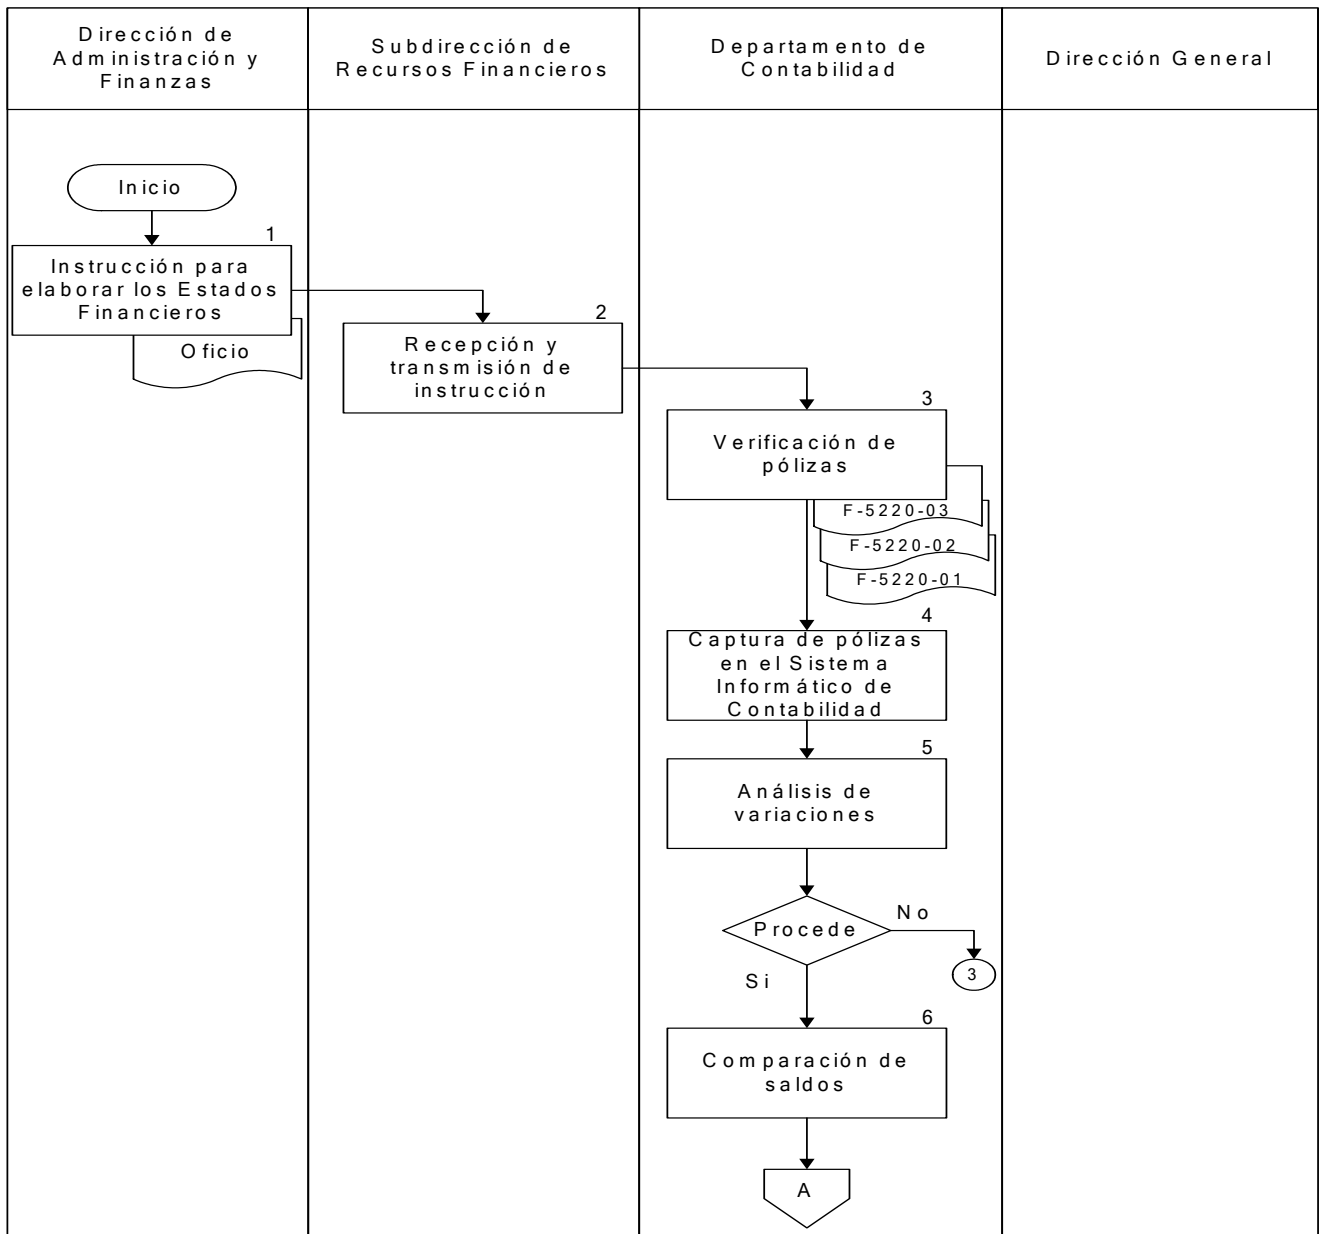 Dirección de
Administración y
Finanzas
Subdirección de
Recursos Financieros
Departamento de
Contabilidad
Dirección General
Inicio
1
Instrucción para
elaborar los Estados
Financieros
Oficio
2
Recepción y
transmisión de
instrucción
3
Verificación de
pólizas
F-5220-03
F-5220-02
F-5220-01
4
Captura de pólizas
en el Sistema
Informático de
Contabilidad
5
Análisis de
variaciones
Procede
No
3
Si
6
Comparación de
saldos
A